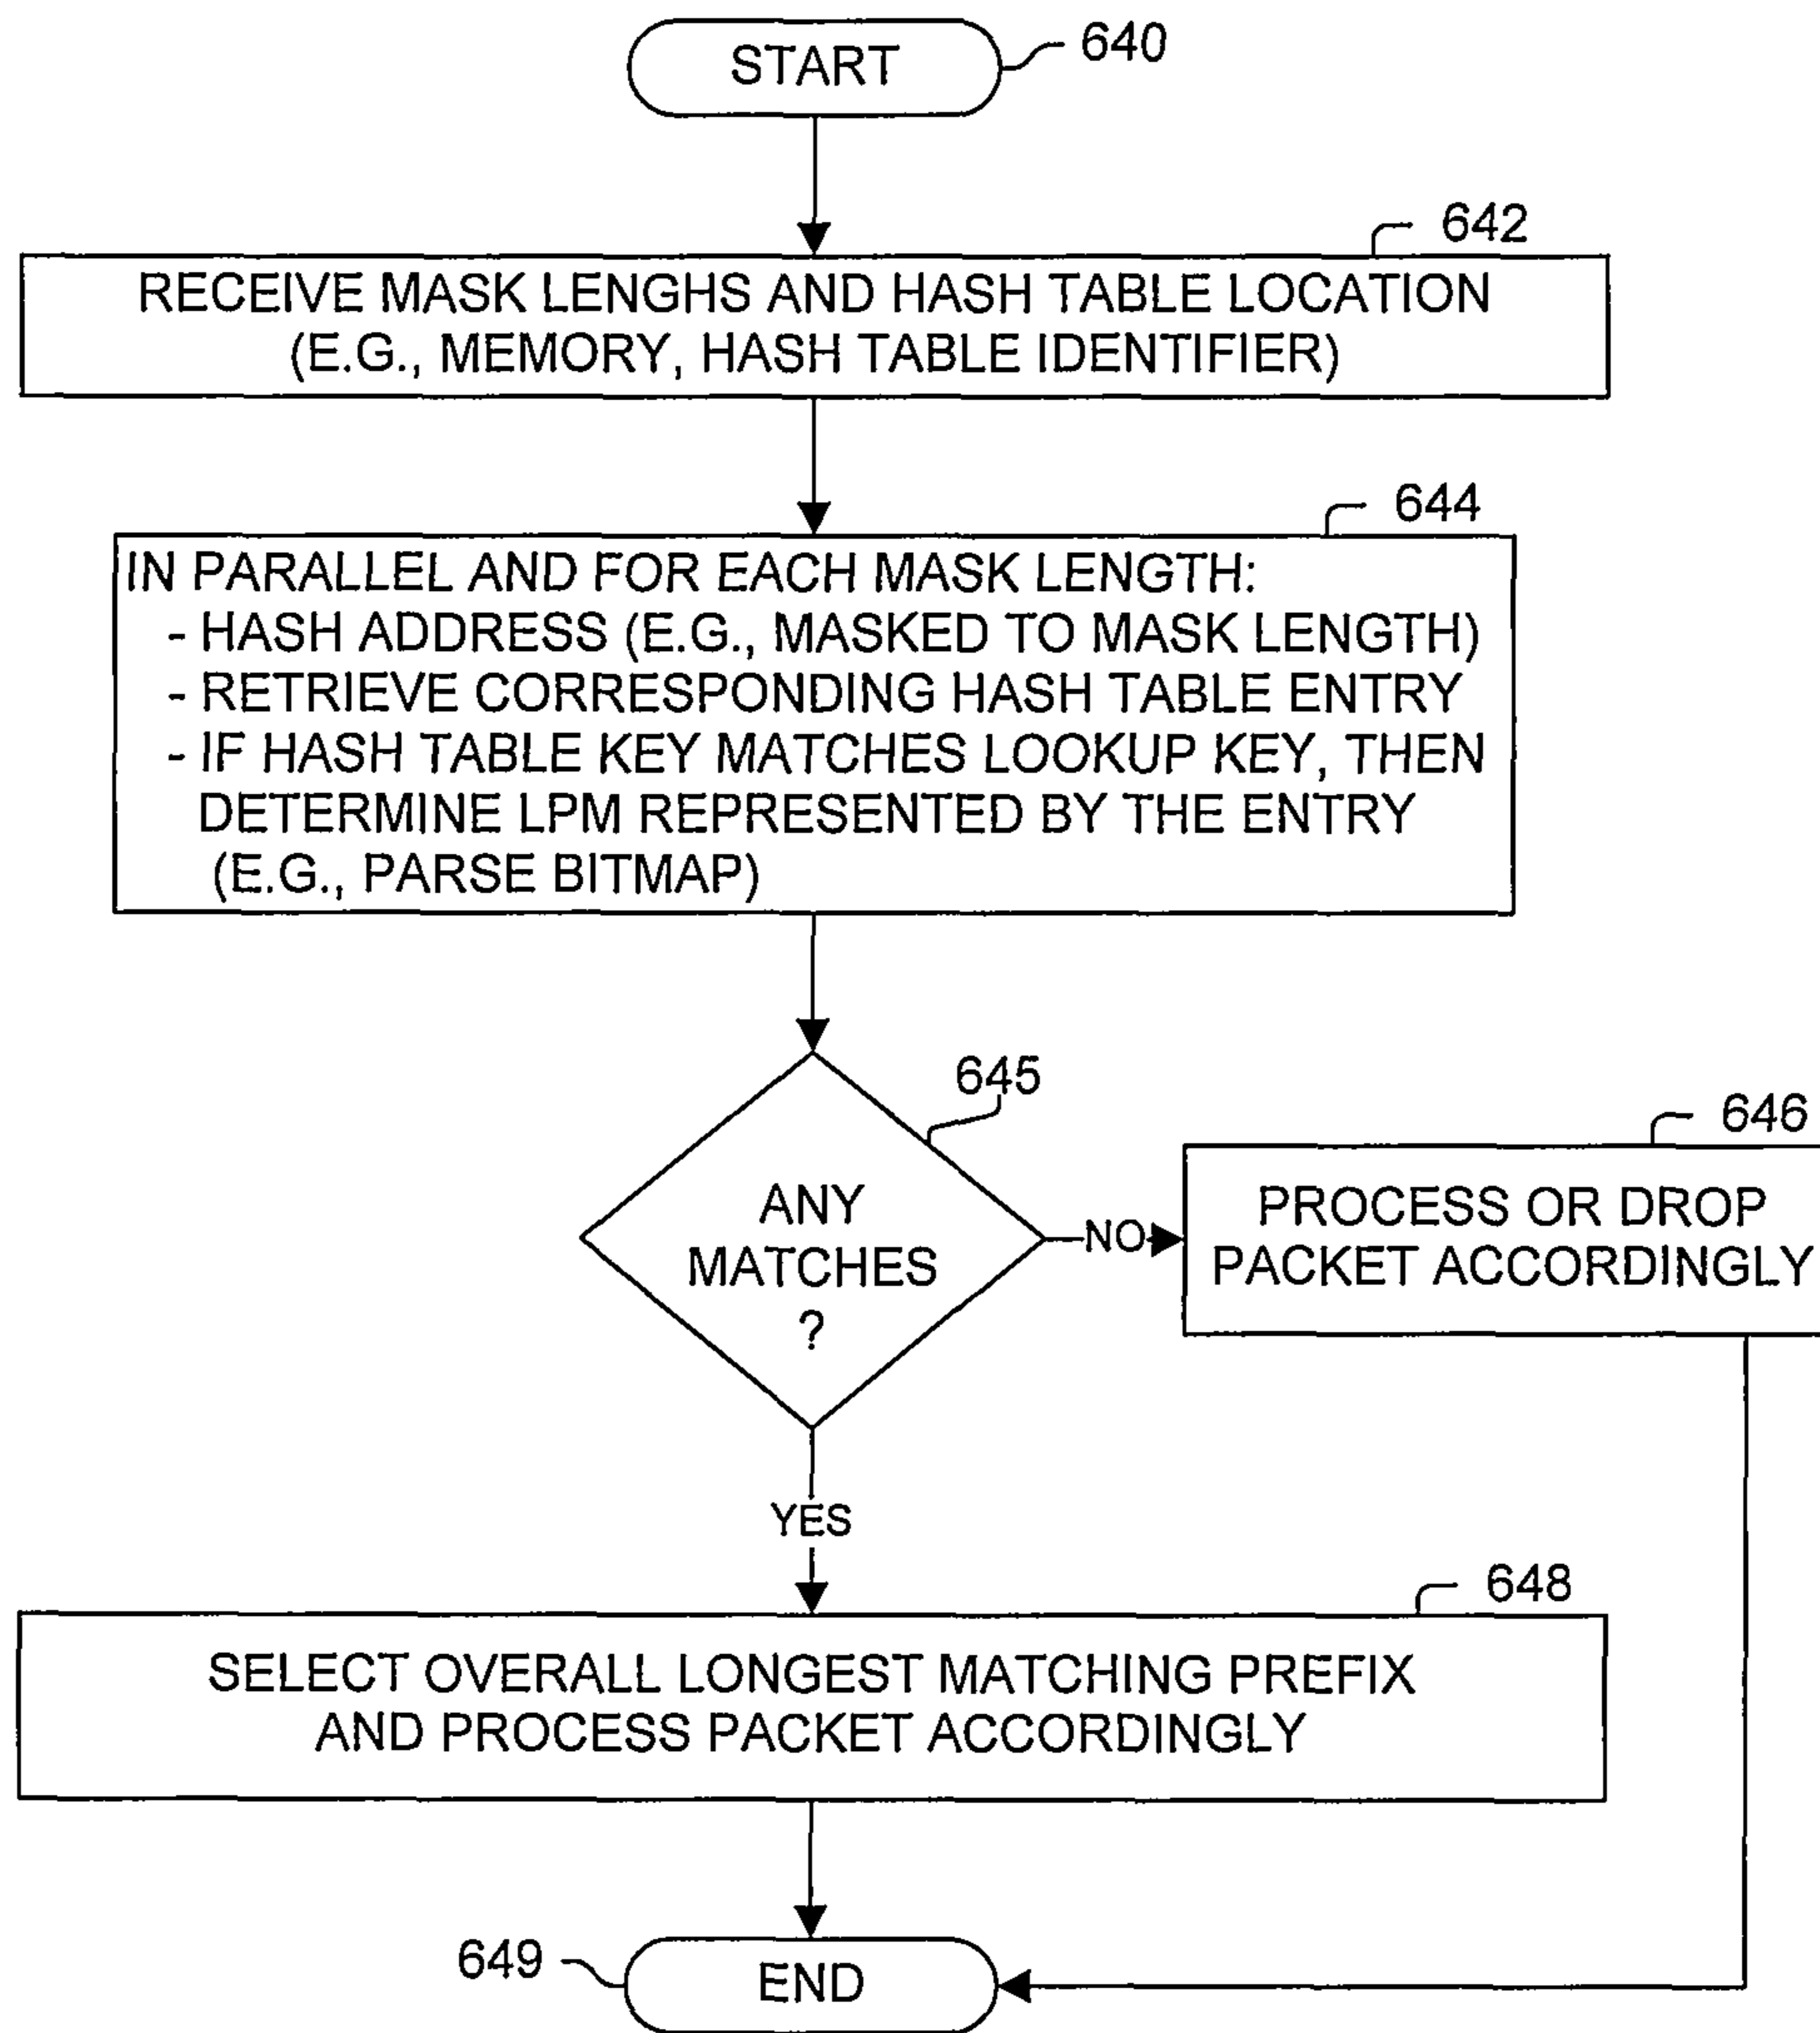 START
640
642
RECEIVE MASK LENGHS AND HASH TABLE LOCATION
(E.G., MEMORY, HASH TABLE IDENTIFIER)
644
IN PARALLEL AND FOR EACH MASK LENGTH:
- HASH ADDRESS (E.G., MASKED TO MASK LENGTH)
- RETRIEVE CORRESPONDING HASH TABLE ENTRY
- IF HASH TABLE KEY MATCHES LOOKUP KEY, THEN
DETERMINE LPM REPRESENTED BY THE ENTRY
(E.G., PARSE BITMAP)
645
ANY
MATCHES
?
NO
646
PROCESS OR DROP
PACKET ACCORDINGLY
YES
648
SELECT OVERALL LONGEST MATCHING PREFIX
AND PROCESS PACKET ACCORDINGLY
649
END